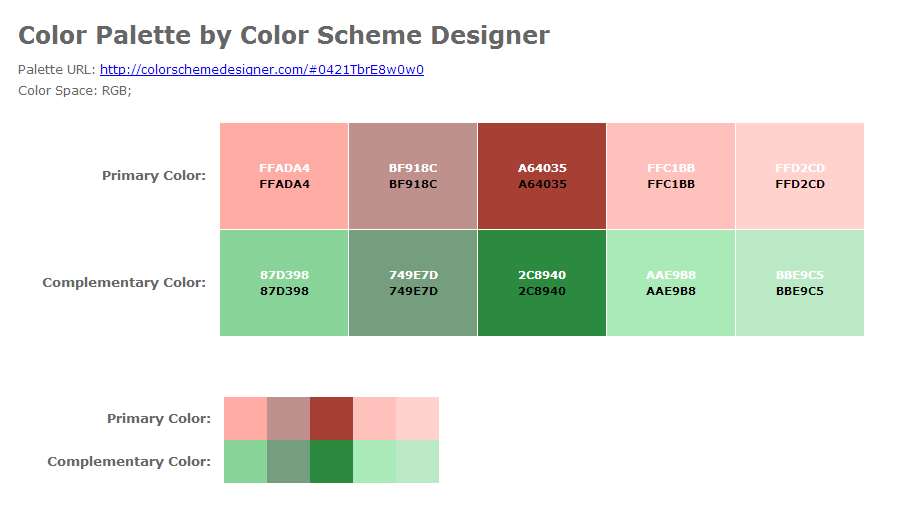 Color Palette by Color Scheme Designer
Palette URL: http://colorschemedesigner.com/#0421TbrE8w0w0
Color Space: RGB;
Primary Color:
FFADA4 BF918C A64035 FFC1BB FFD2CD
FFADA4 BF918C A64035 FFC1BB FFD2CD
Complementary Color:
87D398 749E7D 2C8940 AAE9B8 BBE9C5
87D398 749E7D 2C8940 AAE9B8 BBE9C5
Primary Color:
Complementary Color: